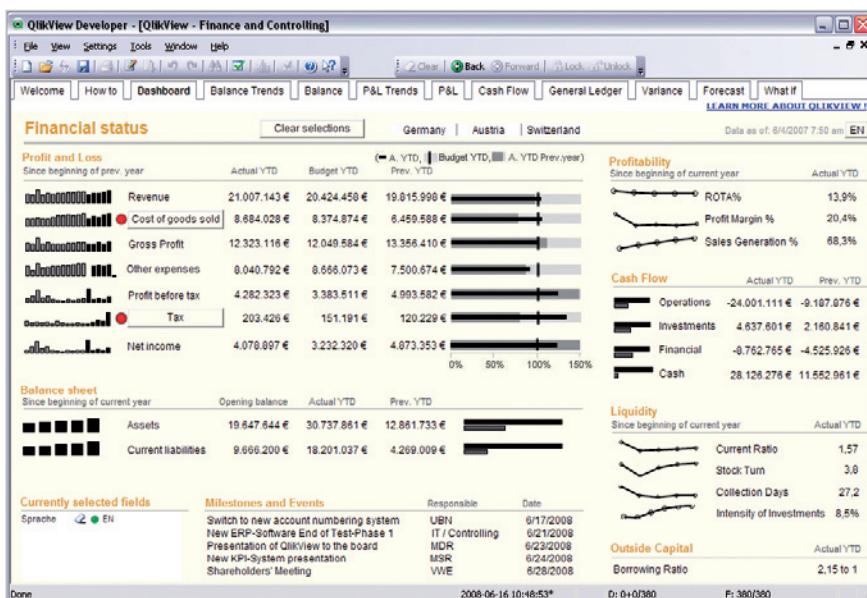 QlikView Developer - [QlikView - Finance and Controlling]
File View Settings Tools Window Help
Clear Back Forward Lock Unlock
Welcome How to Dashboard Balance Trends Balance P&L Trends P&L Cash Flow General Ledger Variance Forecast What if
LEARN MORE ABOUT QLIKVIEW !
Financial status Clear selections Germany Austria Switzerland Data as of: 6/4/2007 7:50 am EN
Profit and Loss (A. YTD, Budget YTD, A. YTD Prev.year)
Since beginning of prev. year Actual YTD Budget YTD Prev. YTD
Revenue 21.007.143 € 20.424.458 € 19.815.998 €
Cost of goods sold 8.684.028 € 8.374.874 € 6.459.588 €
Gross Profit 12.323.116 € 12.049.584 € 13.356.410 €
Other expenses 8.040.792 € 8.666.073 € 7.500.674 €
Profit before tax 4.282.323 € 3.383.511 € 4.993.582 €
Tax 203.426 € 151.191 € 120.229 €
Net income 4.078.897 € 3.232.320 € 4.873.353 €
0% 50% 100% 150%
Balance sheet
Since beginning of current year Opening balance Actual YTD Prev. YTD
Assets 19.647.644 € 30.737.861 € 12.861.733 €
Current liabilities 9.666.200 € 18.201.037 € 4.269.009 €
Currently selected fields
Sprache EN
Milestones and Events Responsible Date
Switch to new account numbering system UBN 6/17/2008
New ERP-Software End of Test-Phase 1 IT / Controlling 6/21/2008
Presentation of QlikView to the board MDR 6/23/2008
New KPI-System presentation MSR 6/24/2008
Shareholders' Meeting VWE 6/28/2008
Profitability
Since beginning of current year Actual YTD
ROTA% 13,9%
Profit Margin % 20,4%
Sales Generation % 68,3%
Cash Flow Actual YTD Prev. YTD
Operations -24.001.111 € -9.187.876 €
Investments 4.637.601 € 2.160.841 €
Financial -8.762.765 € -4.525.926 €
Cash 28.126.276 € 11.552.961 €
Liquidity
Since beginning of current year Actual YTD
Current Ratio 1,57
Stock Turn 3,8
Collection Days 27,2
Intensity of Investments 8,5%
Outside Capital Actual YTD
Borrowing Ratio 2,15 to 1
Done 2008-06-16 10:48:53* D: 0+0/380 F: 380/380